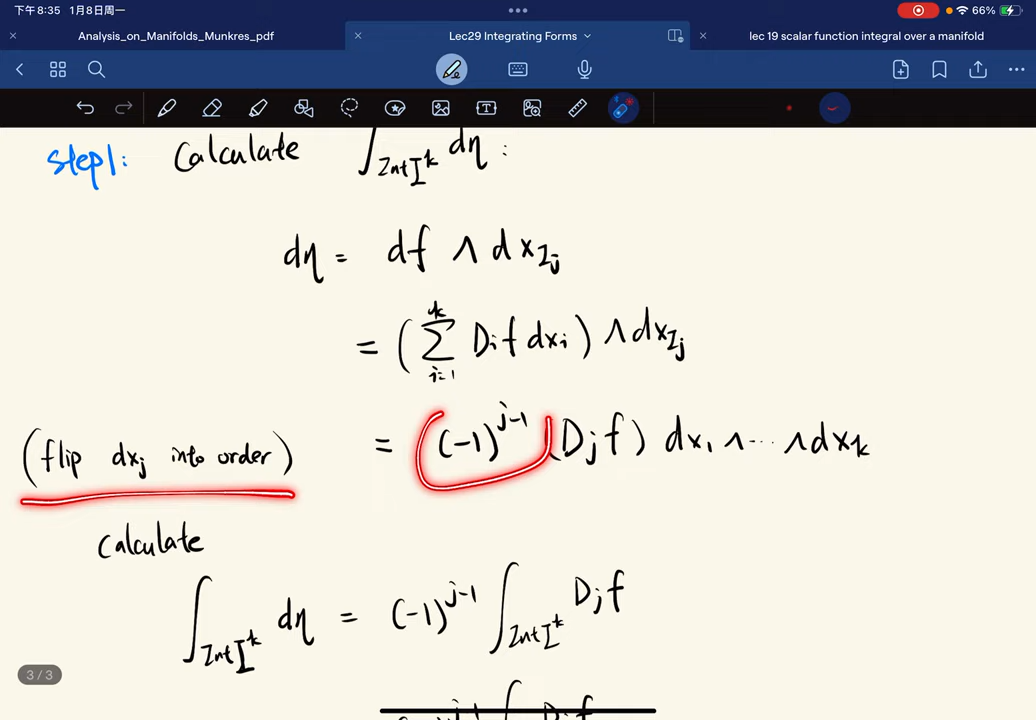 下午8:35 1月8日周一 66%
Analysis_on_Manifolds_Munkres_pdf Lec29 Integrating Forms lec 19 scalar function integral over a manifold
step1: Calculate ∫_{Int I^k} dη :
dη = df ∧ dx_{I_j}
= ( ∑_{i=1}^{k} D_i f dx_i ) ∧ dx_{I_j}
(flip dx_j into order) = (-1)^{j-1} (D_j f) dx_1 ∧ ... ∧ dx_k
Calculate
∫_{Int I^k} dη = (-1)^{j-1} ∫_{Int I^k} D_j f
3 / 3